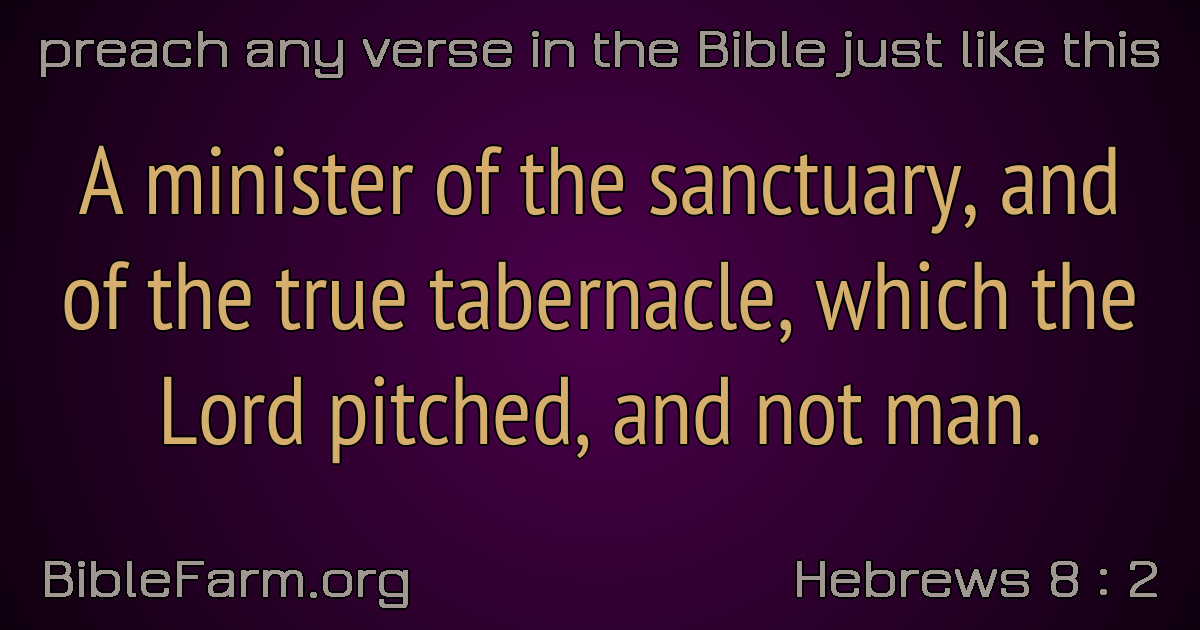 preach any verse in the Bible just like this
A minister of the sanctuary, and
of the true tabernacle, which the
Lord pitched, and not man.
BibleFarm.org
Hebrews 8 : 2